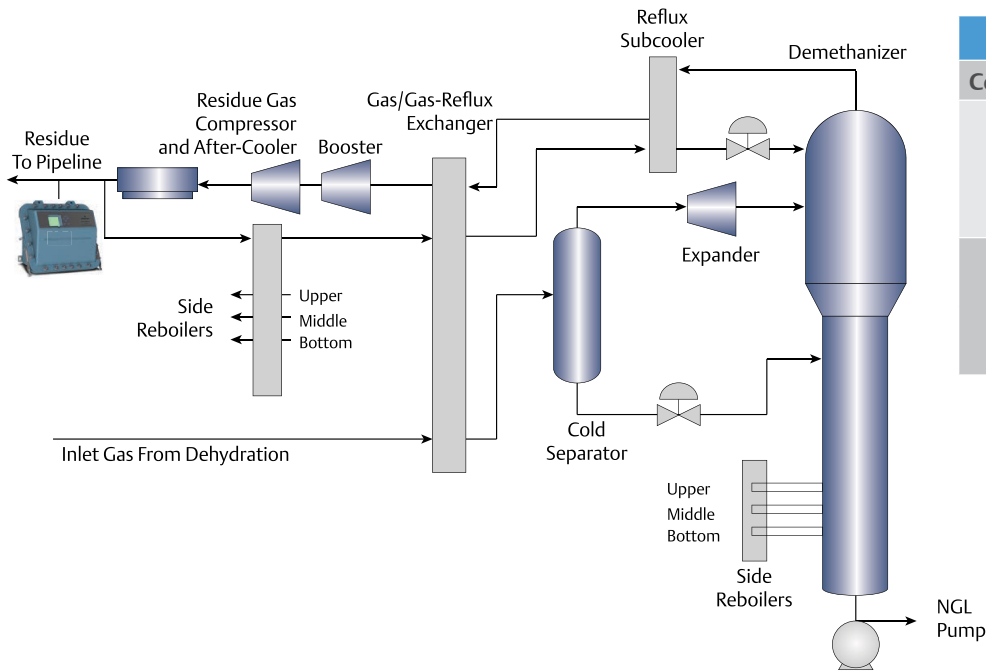 Reflux
Subcooler
Demethanizer
Residue Gas
Compressor
and After-Cooler
Gas/Gas-Reflux
Exchanger
Residue
To Pipeline
Booster
Expander
Side
Reboilers
Upper
Middle
Bottom
Inlet Gas From Dehydration
Cold
Separator
Upper
Middle
Bottom
Side
Reboilers
NGL
Pump